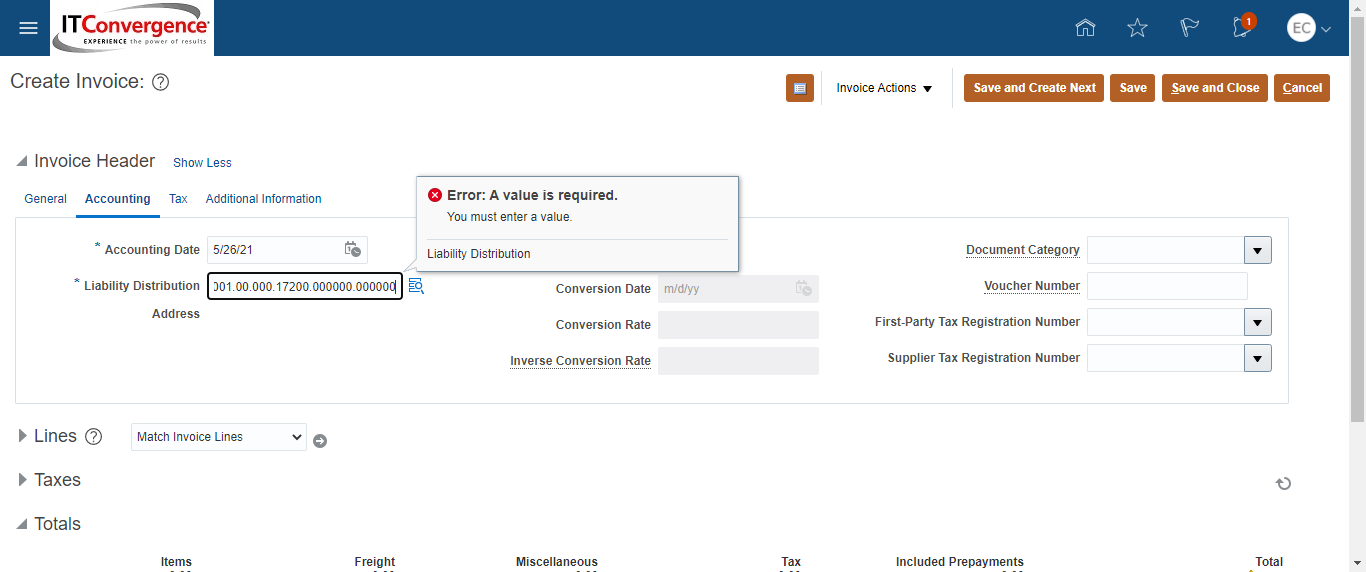 ITConvergence
EXPERIENCE the power of results
1
EC
Create Invoice: ?
Invoice Actions
Save and Create Next
Save
Save and Close
Cancel
Invoice Header
Show Less
General
Accounting
Tax
Additional Information
Error: A value is required.
You must enter a value.
Liability Distribution
* Accounting Date 5/26/21
* Liability Distribution 001.00.000.17200.000000.000000
Address
Conversion Date m/d/yy
Conversion Rate
Inverse Conversion Rate
Document Category
Voucher Number
First-Party Tax Registration Number
Supplier Tax Registration Number
Lines ?
Match Invoice Lines
Taxes
Totals
Items
Freight
Miscellaneous
Tax
Included Prepayments
Total